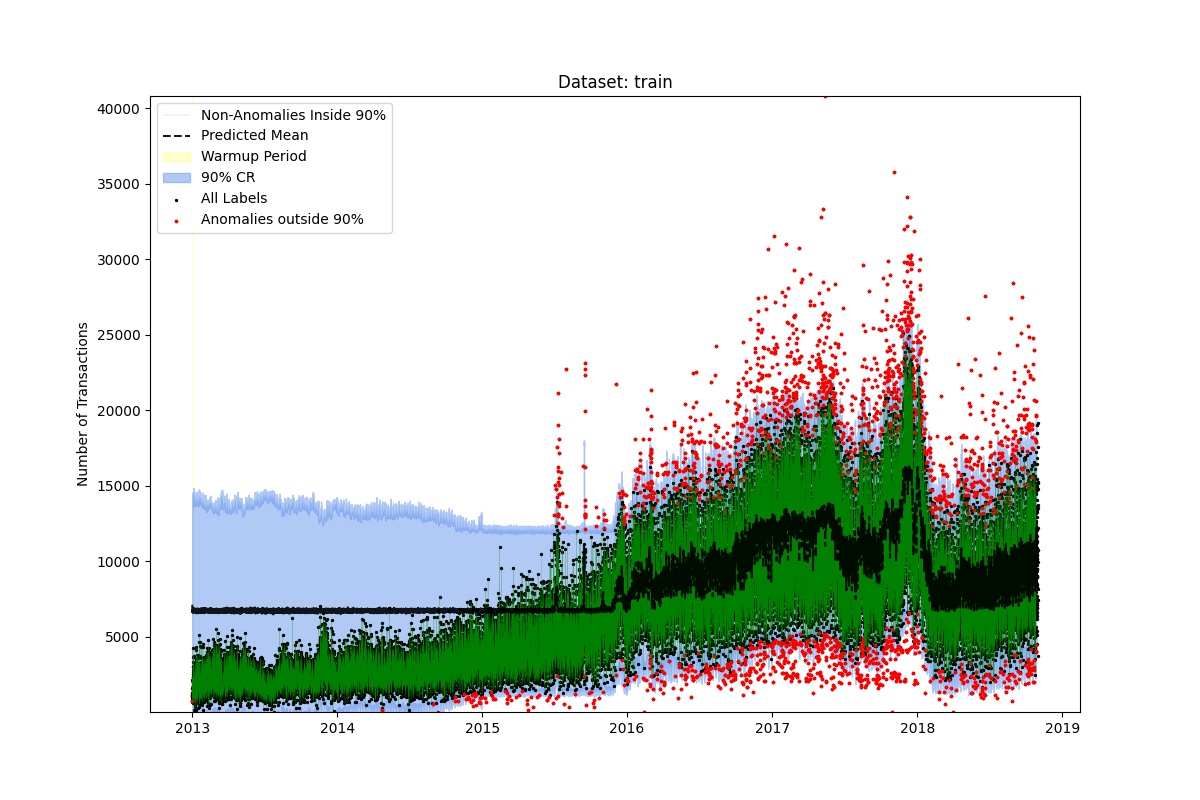 Dataset: train
Number of Transactions
40000
35000
30000
25000
20000
15000
10000
5000
Non-Anomalies Inside 90%
Predicted Mean
Warmup Period
90% CR
All Labels
Anomalies outside 90%
2013
2014
2015
2016
2017
2018
2019